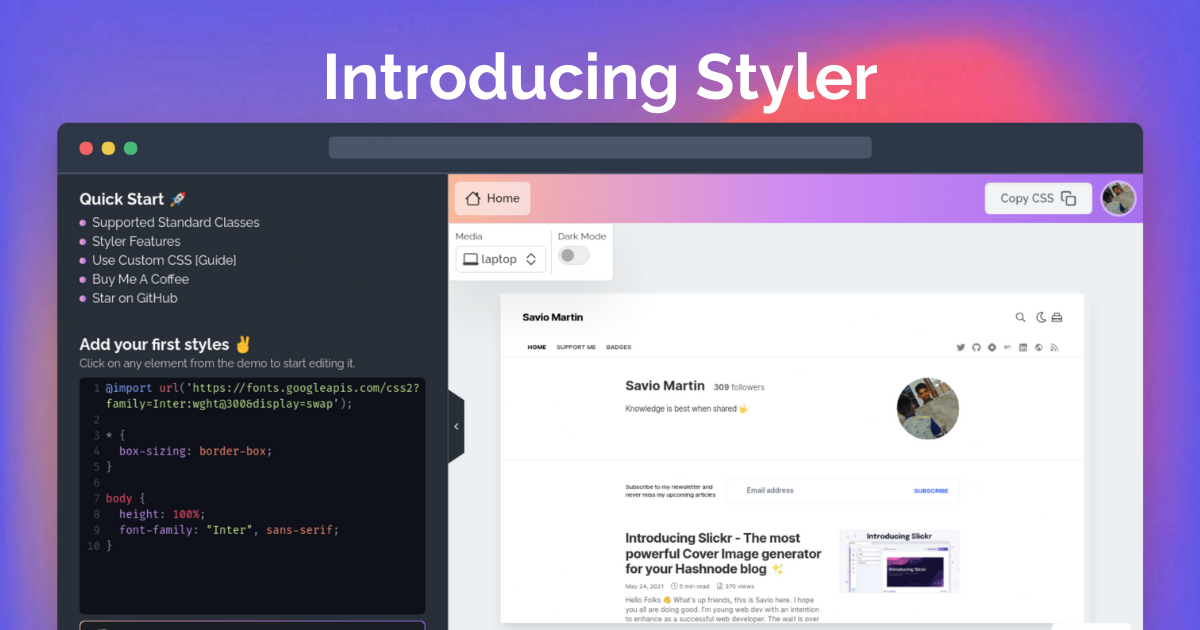 Introducing Styler
Quick Start 🚀
Supported Standard Classes
Styler Features
Use Custom CSS [Guide]
Buy Me A Coffee
Star on GitHub
Add your first styles ✌️
Click on any element from the demo to start editing it.
1 @import url('https://fonts.googleapis.com/css2?
family=Inter:wght@300&display=swap');
2
3 * {
4 box-sizing: border-box;
5 }
6
7 body {
8 height: 100%;
9 font-family: "Inter", sans-serif;
10 }
Home
Copy CSS
Media
Dark Mode
laptop
Savio Martin
HOME SUPPORT ME BADGES
Savio Martin 309 followers
Knowledge is best when shared 🤟
Subscribe to my newsletter and
never miss my upcoming articles
Email address
SUBSCRIBE
Introducing Slickr - The most
powerful Cover Image generator
for your Hashnode blog ✨
May 24, 2021 5 min read 370 views
Hello Folks 👋 What's up friends, this is Savio here. I hope
you all are doing good. I'm young web dev with an intention
to enhance as a successful web developer. The wait is over
Introducing Slickr
Introducing Slickr